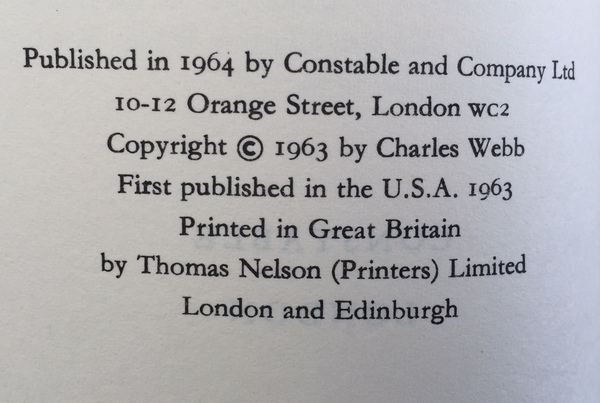 Published in 1964 by Constable and Company Ltd
10-12 Orange Street, London WC2
Copyright © 1963 by Charles Webb
First published in the U.S.A. 1963
Printed in Great Britain
by Thomas Nelson (Printers) Limited
London and Edinburgh